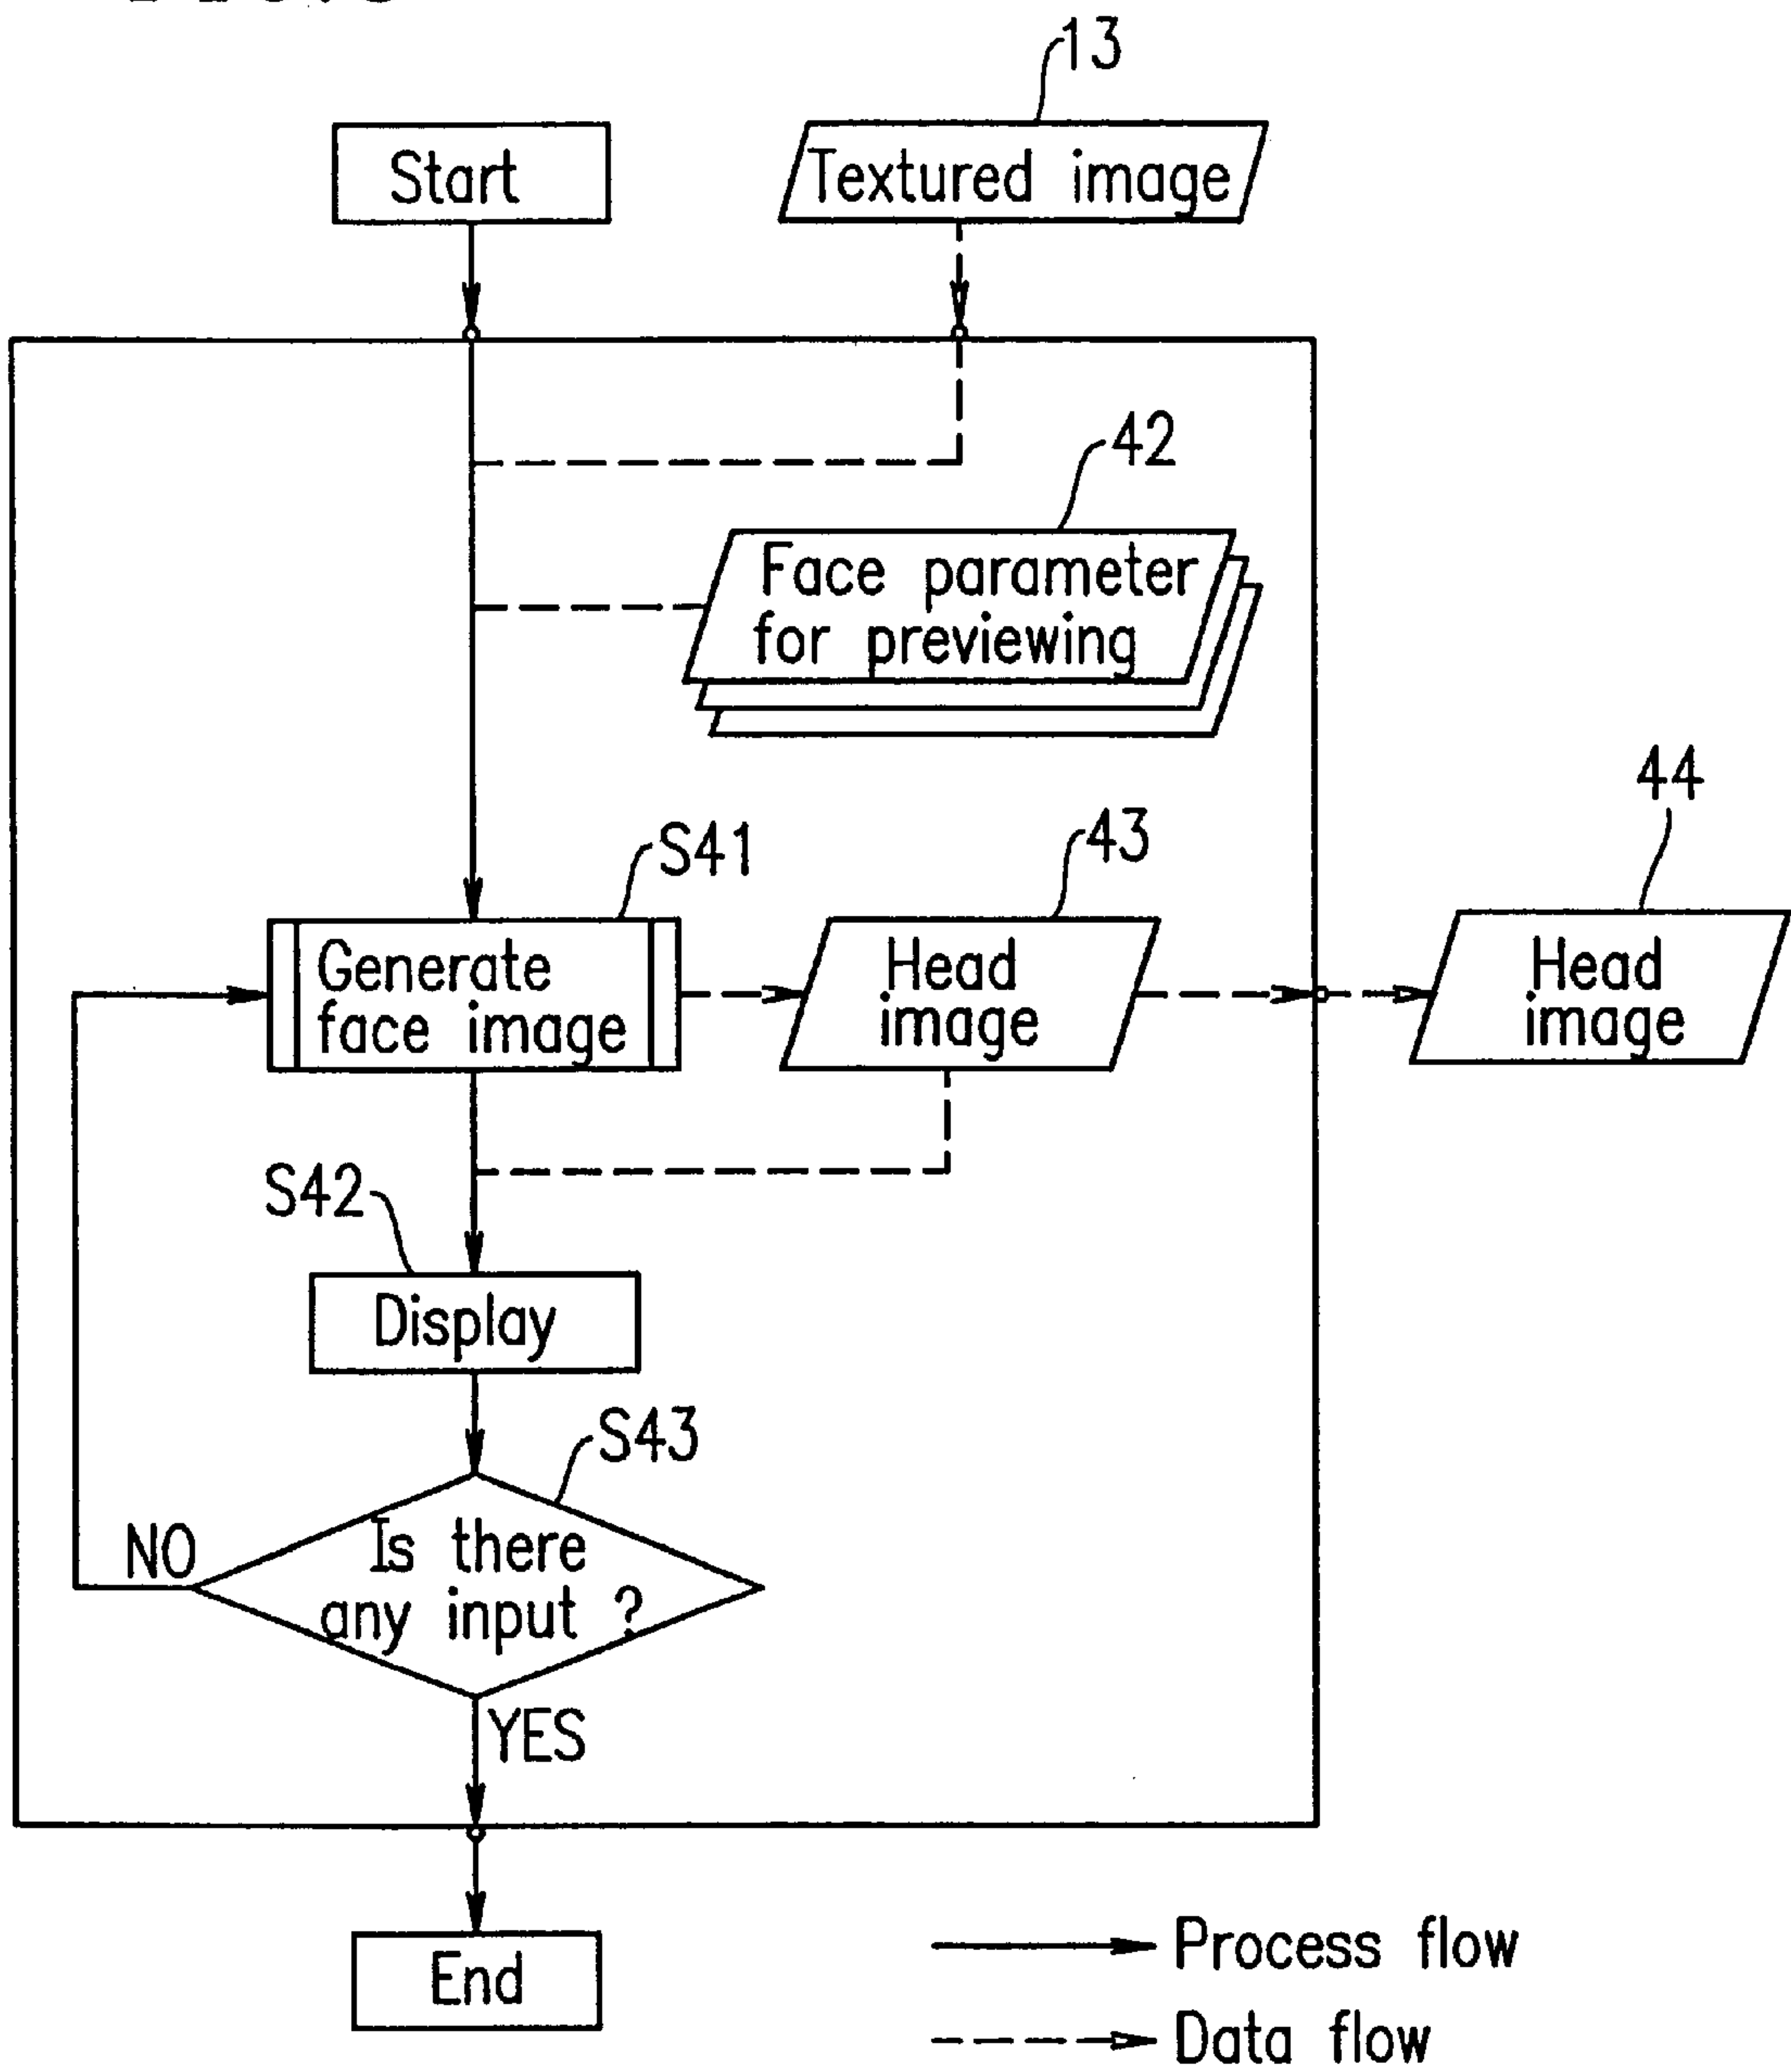 13
Start
Textured image
42
Face parameter
for previewing
44
S41
43
Generate
face image
Head
image
Head
image
S42
Display
S43
NO
Is there
any input ?
YES
End
Process flow
Data flow